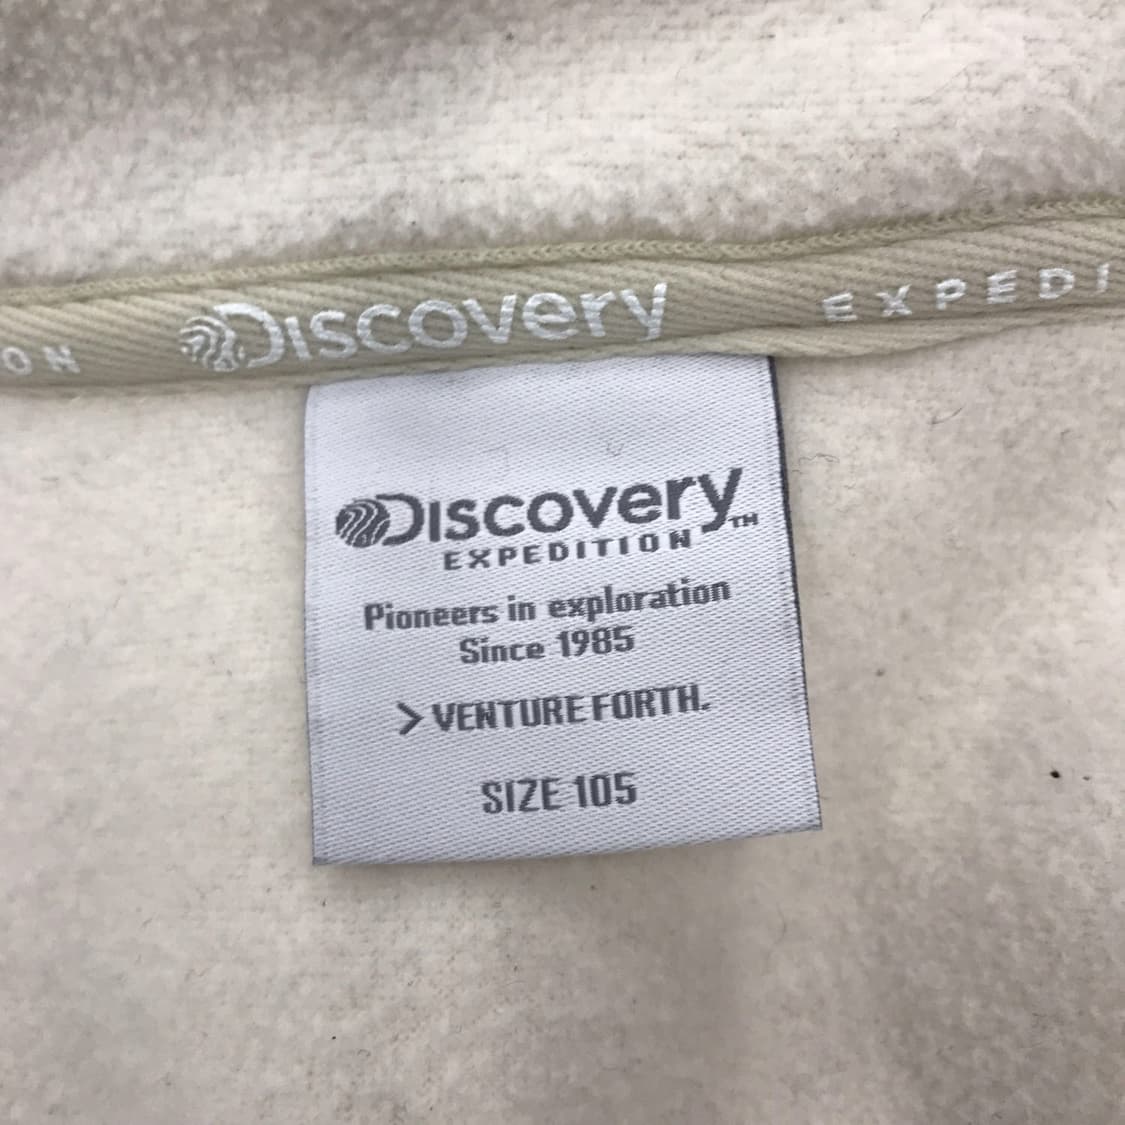 ON DISCOVERY EXPEDI
DISCOVERY TM
EXPEDITION
Pioneers in exploration
Since 1985
> VENTURE FORTH.
SIZE 105